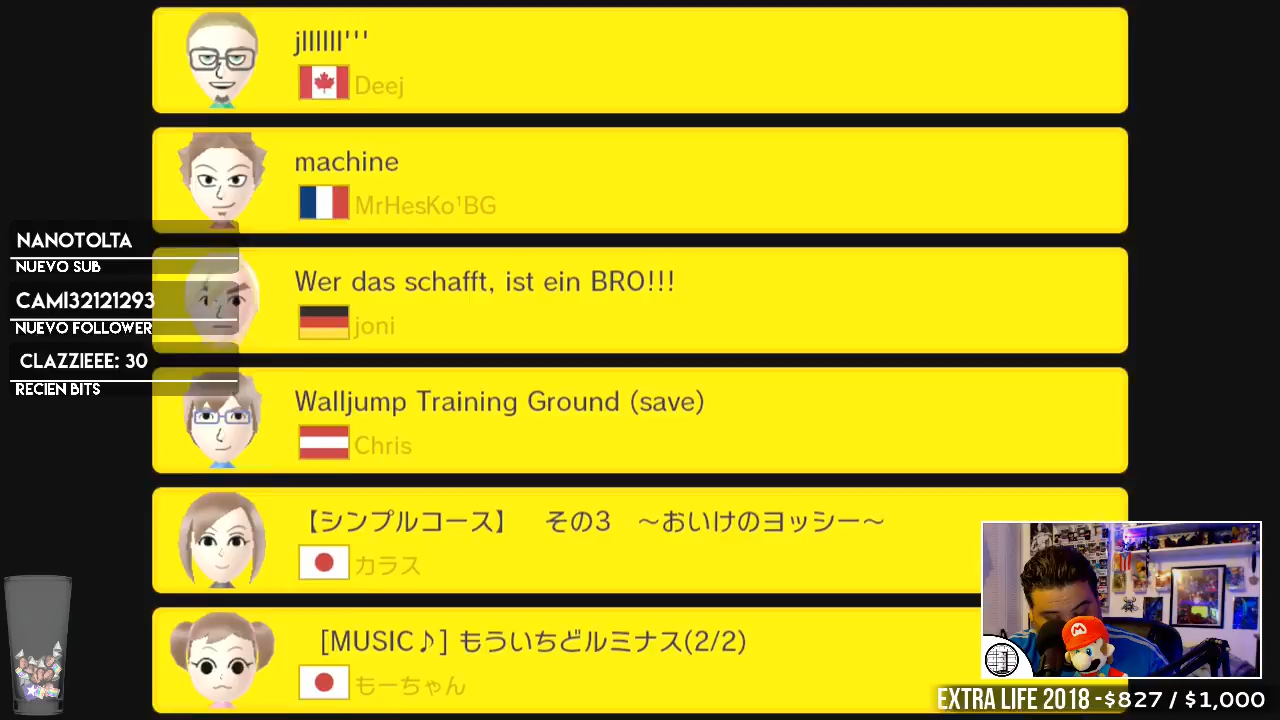 jllllll'''
Deej
machine
MrHesKo¹BG
Wer das schafft, ist ein BRO!!!
joni
Walljump Training Ground (save)
Chris
【シンプルコース】　その3　～おいけのヨッシー～
カラス
[MUSIC♪] もういちどルミナス(2/2)
もーちゃん
NANOTOLTA
NUEVO SUB
CAMI32121293
NUEVO FOLLOWER
CLAZZIEEE: 30
RECIEN BITS
EXTRA LIFE 2018 -$827 / $1,000